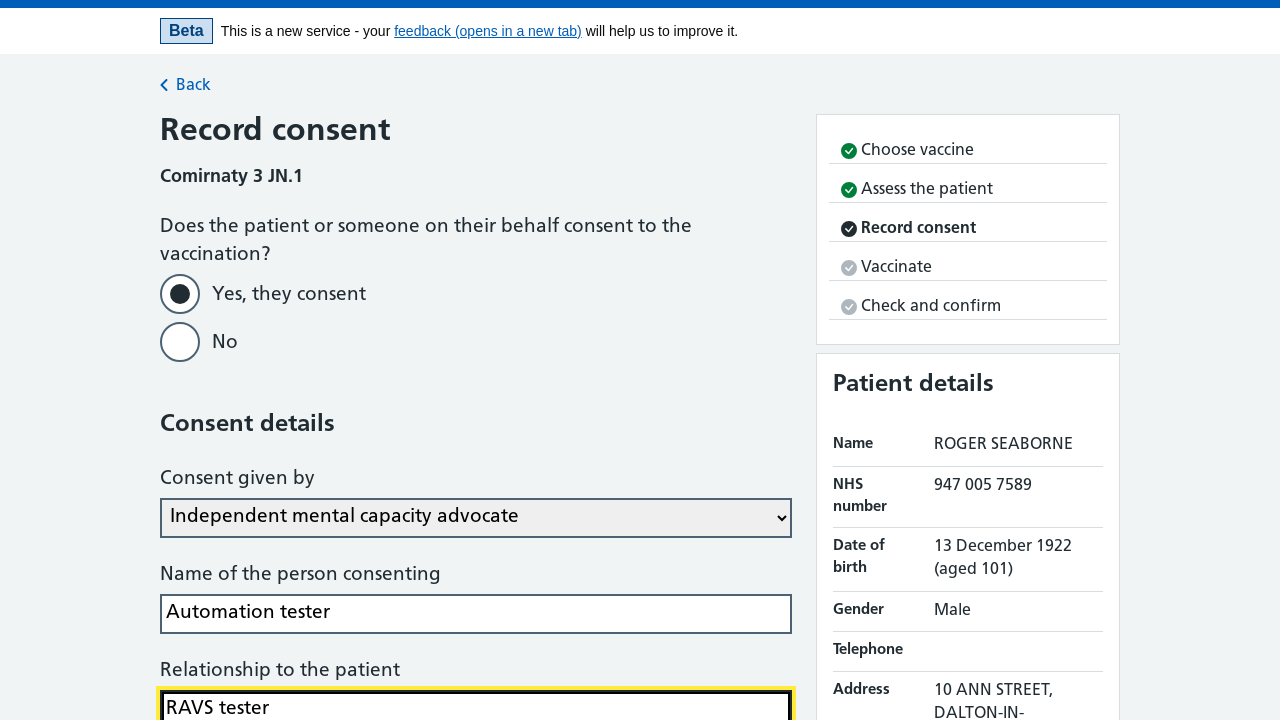 Beta This is a new service - your feedback (opens in a new tab) will help us to improve it.
Back
Record consent
Comirnaty 3 JN.1
Does the patient or someone on their behalf consent to the
vaccination?
Yes, they consent
No
Consent details
Consent given by
Independent mental capacity advocate
Name of the person consenting
Automation tester
Relationship to the patient
RAVS tester
Choose vaccine
Assess the patient
Record consent
Vaccinate
Check and confirm
Patient details
Name ROGER SEABORNE
NHS number 947 005 7589
Date of birth 13 December 1922 (aged 101)
Gender Male
Telephone
Address 10 ANN STREET,
DALTON-IN-